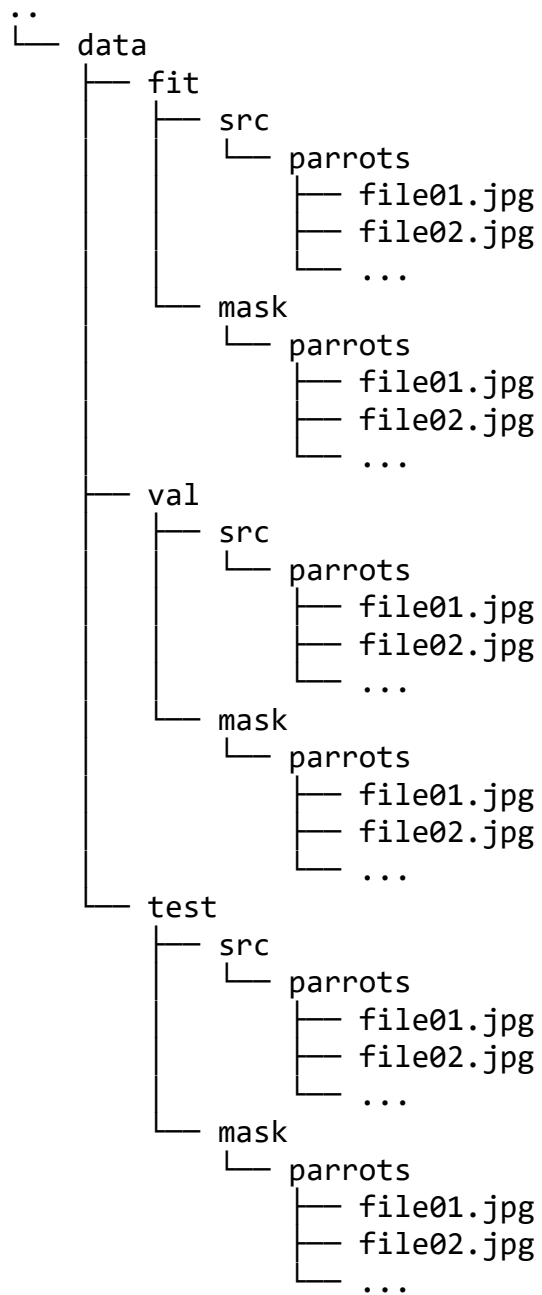 ..
└── data
    ├── fit
    │   ├── src
    │   │   └── parrots
    │   │       ├── file01.jpg
    │   │       ├── file02.jpg
    │   │       └── ...
    │   └── mask
    │       └── parrots
    │           ├── file01.jpg
    │           ├── file02.jpg
    │           └── ...
    ├── val
    │   ├── src
    │   │   └── parrots
    │   │       ├── file01.jpg
    │   │       ├── file02.jpg
    │   │       └── ...
    │   └── mask
    │       └── parrots
    │           ├── file01.jpg
    │           ├── file02.jpg
    │           └── ...
    └── test
        ├── src
        │   └── parrots
        │       ├── file01.jpg
        │       ├── file02.jpg
        │       └── ...
        └── mask
            └── parrots
                ├── file01.jpg
                ├── file02.jpg
                └── ...